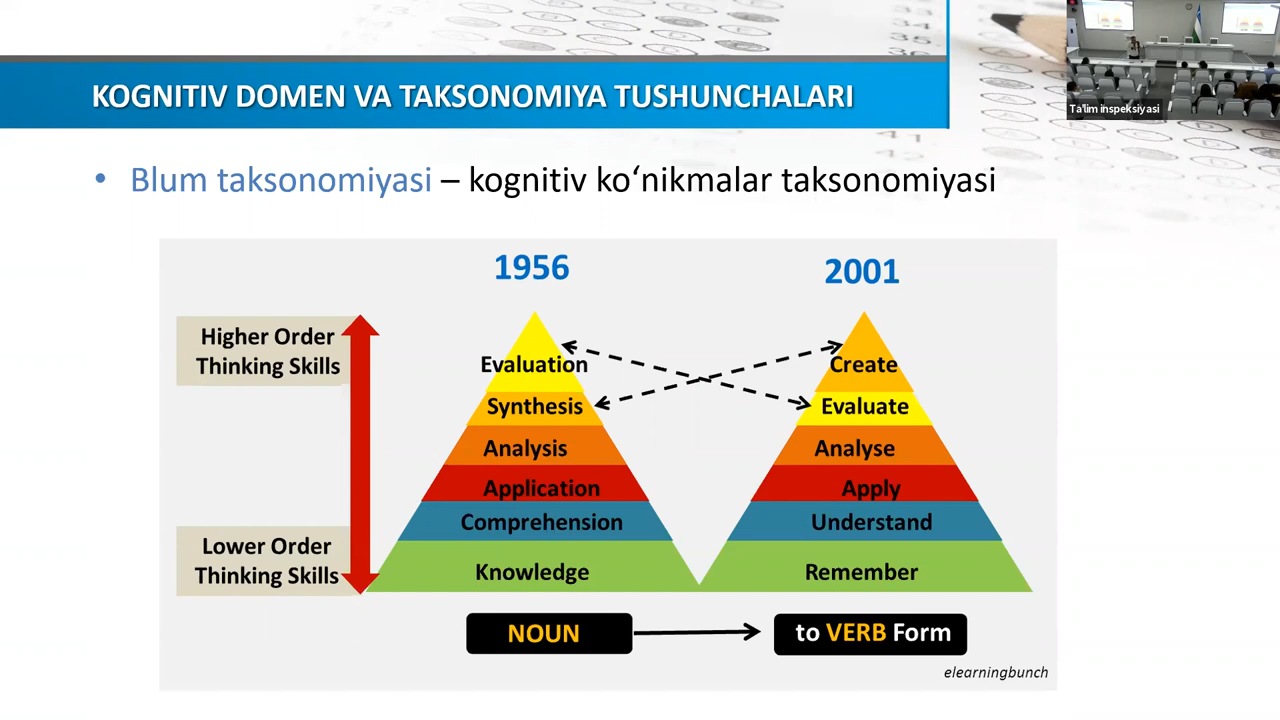 KOGNITIV DOMEN VA TAKSONOMIYA TUSHUNCHALARI
Ta'lim inspeksiyasi
• Blum taksonomiyasi – kognitiv ko‘nikmalar taksonomiyasi
1956
2001
Higher Order
Thinking Skills
Lower Order
Thinking Skills
Evaluation
Synthesis
Analysis
Application
Comprehension
Knowledge
Create
Evaluate
Analyse
Apply
Understand
Remember
NOUN
to VERB Form
elearningbunch